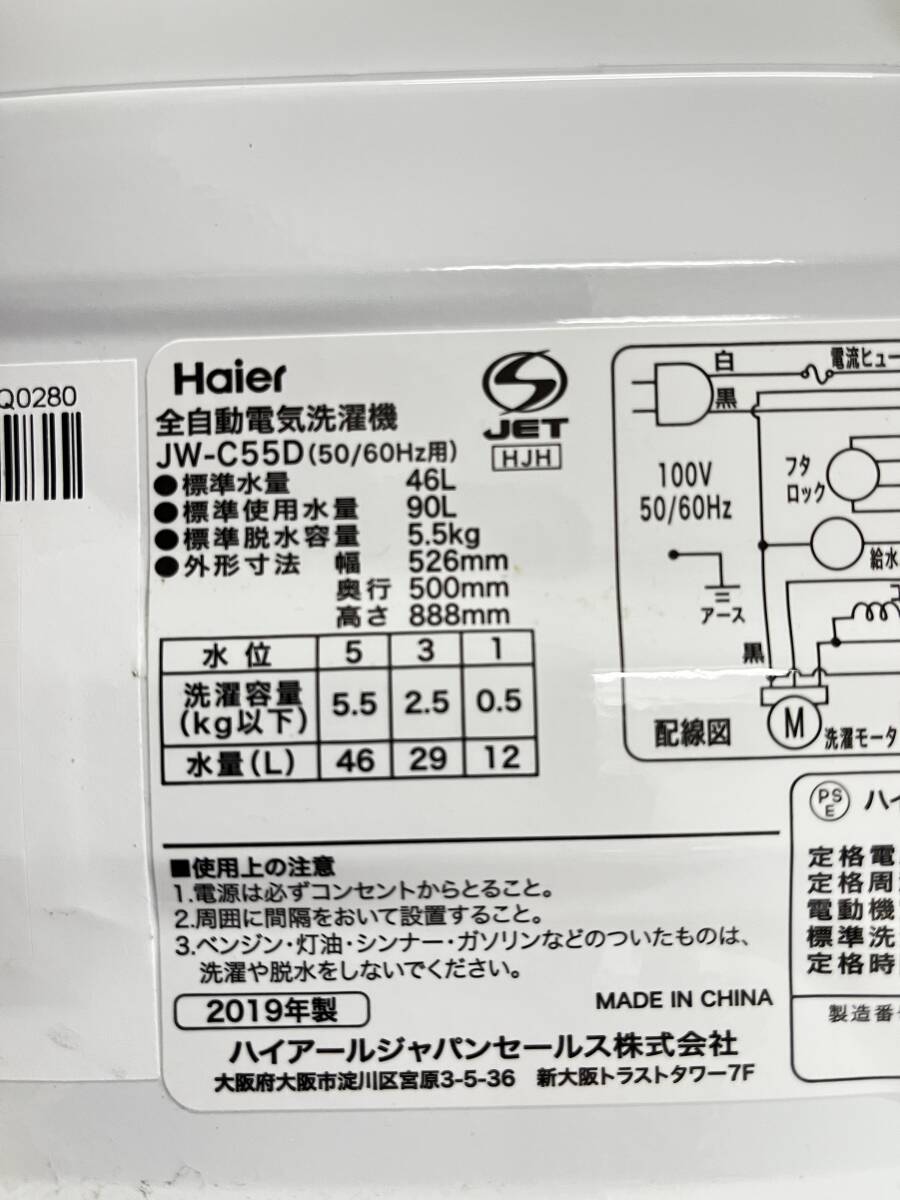 Q0280
Haier
全自動電気洗濯機
JW-C55D(50/60Hz用)
JET
HJH
●標準水量 46L
●標準使用水量 90L
●標準脱水容量 5.5kg
●外形寸法 幅 526mm
奥行 500mm
高さ 888mm
水位 5 3 1
洗濯容量(kg以下) 5.5 2.5 0.5
水量(L) 46 29 12
白
電流ヒュー
黒
100V
50/60Hz
フタ
ロック
給水
アース
黒
M
洗濯モータ
配線図
■使用上の注意
1.電源は必ずコンセントからとること。
2.周囲に間隔をおいて設置すること。
3.ベンジン・灯油・シンナー・ガソリンなどのついたものは、
洗濯や脱水をしないでください。
2019年製
MADE IN CHINA
ハイアールジャパンセールス株式会社
大阪府大阪市淀川区宮原3-5-36 新大阪トラストタワー7F
PSE
ハイ
定格電
定格周
電動機
標準洗
定格時
製造番